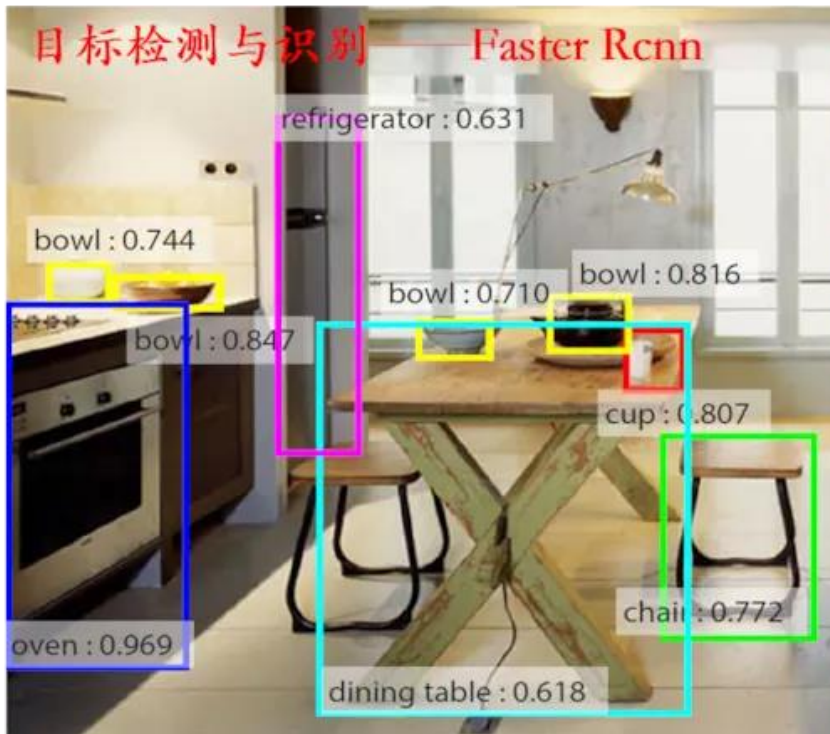 目标检测与识别——Faster Rcnn
refrigerator : 0.631
bowl : 0.744
bowl : 0.816
bowl : 0.710
bowl : 0.847
cup : 0.807
chair : 0.772
oven : 0.969
dining table : 0.618